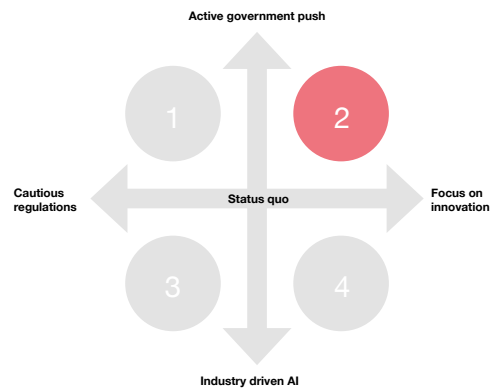 Active government push
1
2
Cautious
regulations
Status quo
Focus on
innovation
3
4
Industry driven AI